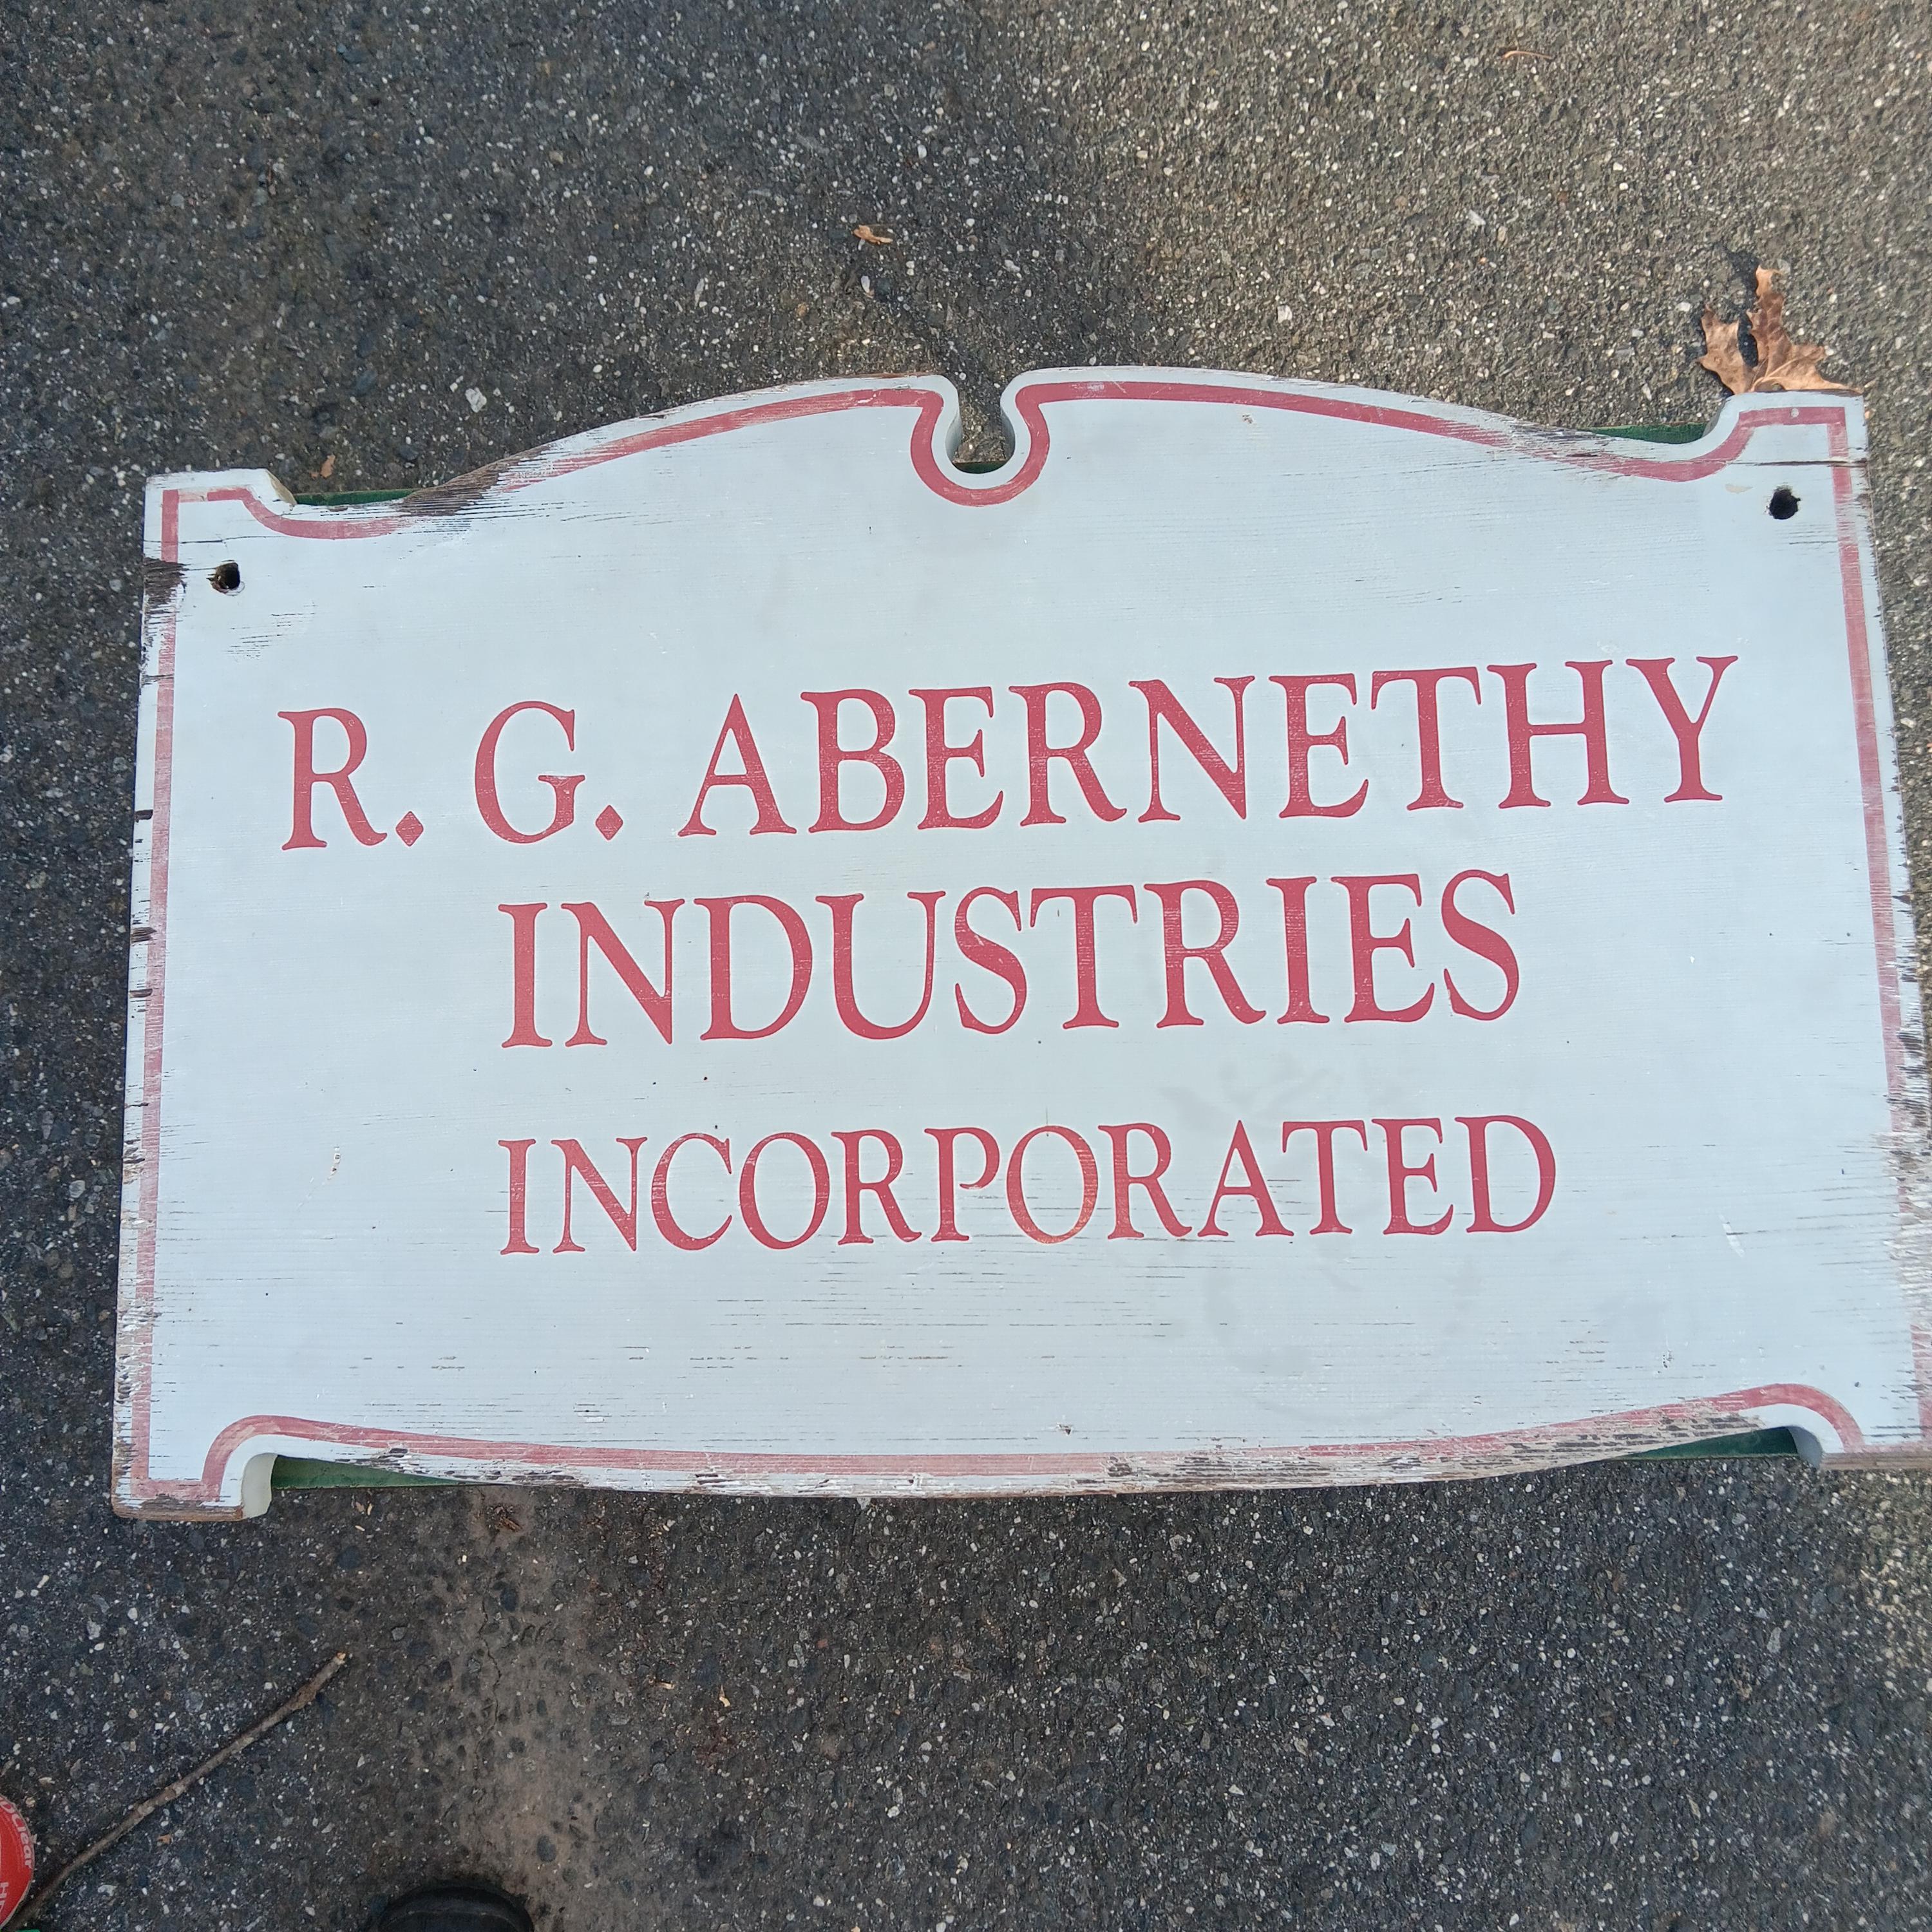 R. G. ABERNETHY
INDUSTRIES
INCORPORATED